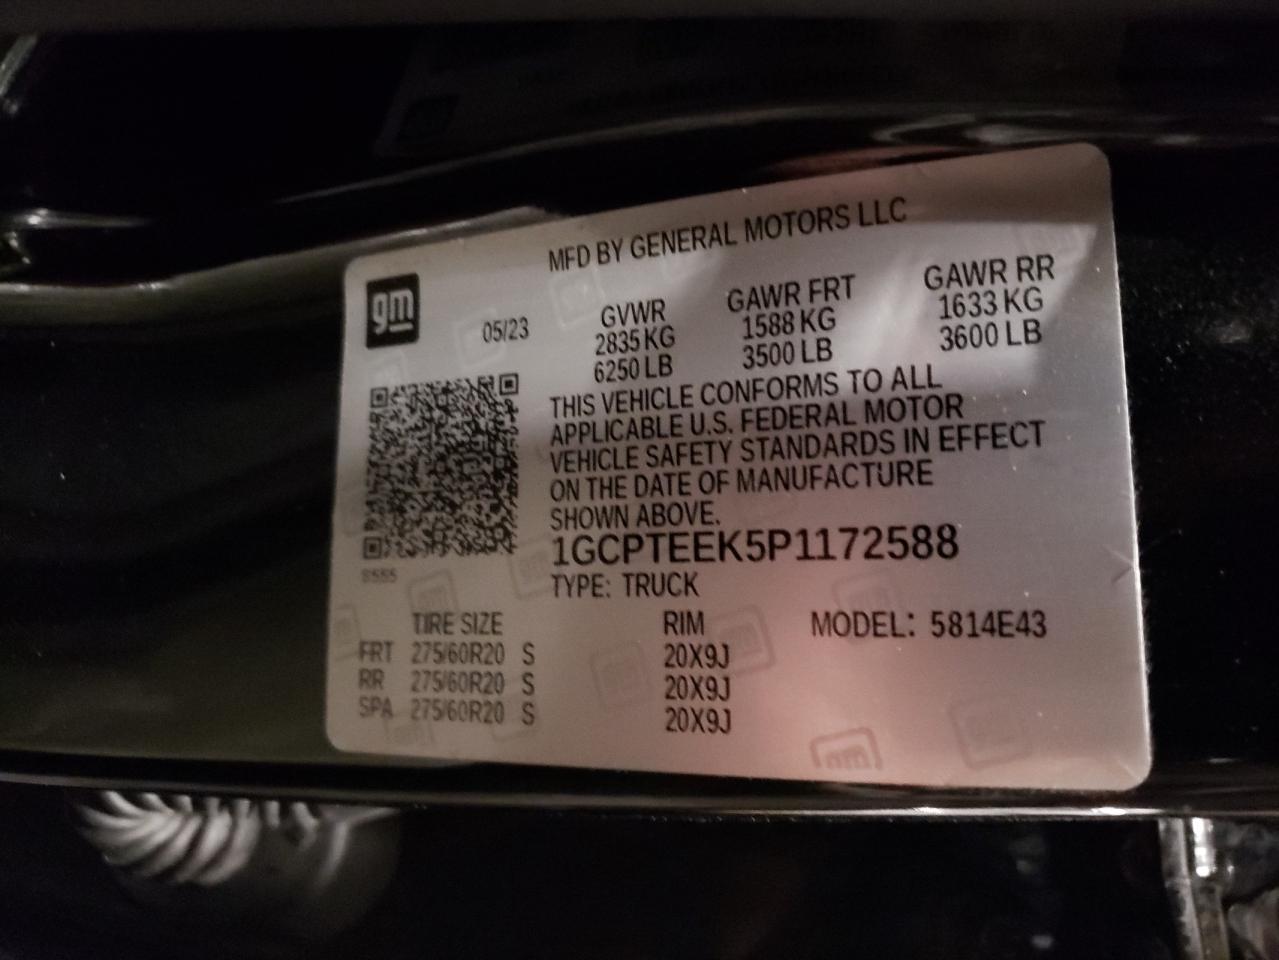 MFD BY GENERAL MOTORS LLC
gm
05/23
GVWR GAWR FRT GAWR RR
2835 KG 1588 KG 1633 KG
6250 LB 3500 LB 3600 LB
THIS VEHICLE CONFORMS TO ALL
APPLICABLE U.S. FEDERAL MOTOR
VEHICLE SAFETY STANDARDS IN EFFECT
ON THE DATE OF MANUFACTURE
SHOWN ABOVE.
1GCPTEEK5P1172588
TYPE: TRUCK
TIRE SIZE RIM MODEL: 5814E43
FRT 275/60R20 S 20X9J
RR 275/60R20 S 20X9J
SPA 275/60R20 S 20X9J
gm